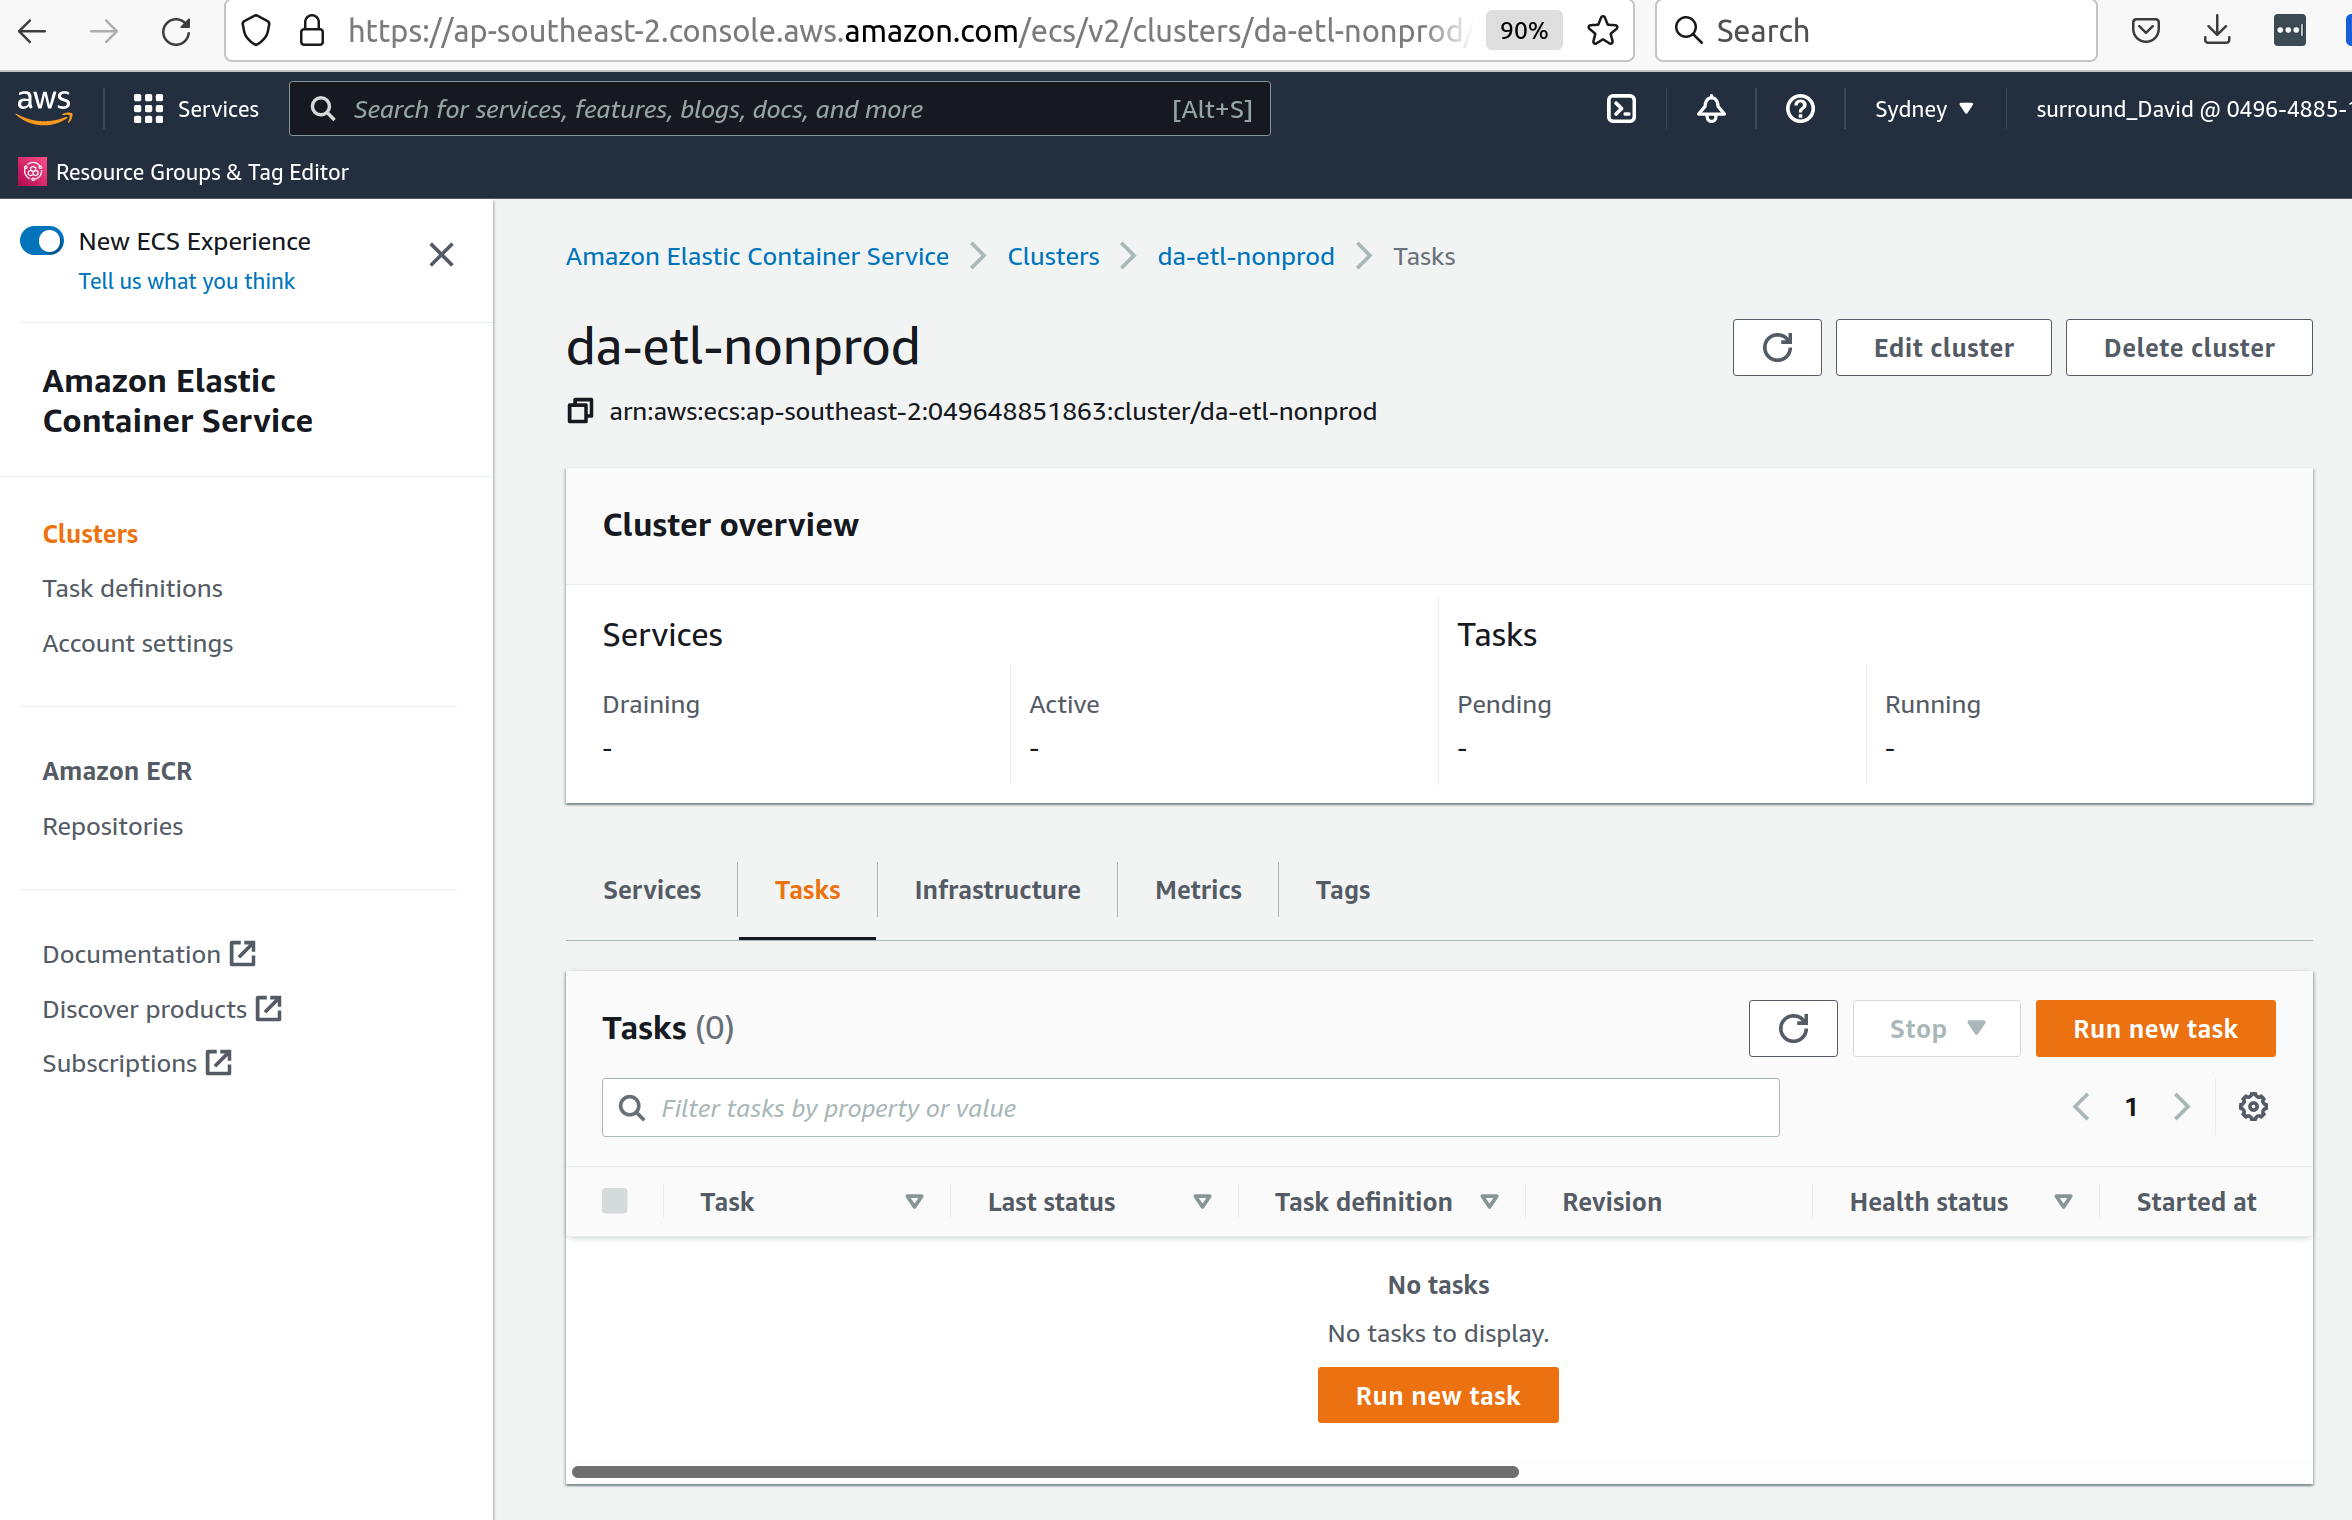 https://ap-southeast-2.console.aws.amazon.com/ecs/v2/clusters/da-etl-nonprod/
90%
Search
aws
Services
Search for services, features, blogs, docs, and more
[Alt+S]
Sydney
surround_David @ 0496-4885-
Resource Groups & Tag Editor
New ECS Experience
Tell us what you think
Amazon Elastic
Container Service
Clusters
Task definitions
Account settings
Amazon ECR
Repositories
Documentation
Discover products
Subscriptions
Amazon Elastic Container Service
Clusters
da-etl-nonprod
Tasks
da-etl-nonprod
Edit cluster
Delete cluster
arn:aws:ecs:ap-southeast-2:049648851863:cluster/da-etl-nonprod
Cluster overview
Services
Tasks
Draining
Active
Pending
Running
-
-
-
-
Services
Tasks
Infrastructure
Metrics
Tags
Tasks (0)
Stop
Run new task
Filter tasks by property or value
1
Task
Last status
Task definition
Revision
Health status
Started at
No tasks
No tasks to display.
Run new task